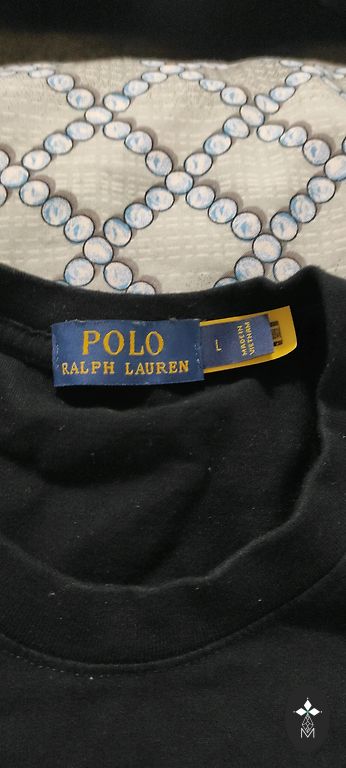 POLO
RALPH LAUREN
L
MADE IN
VIETNAM
M